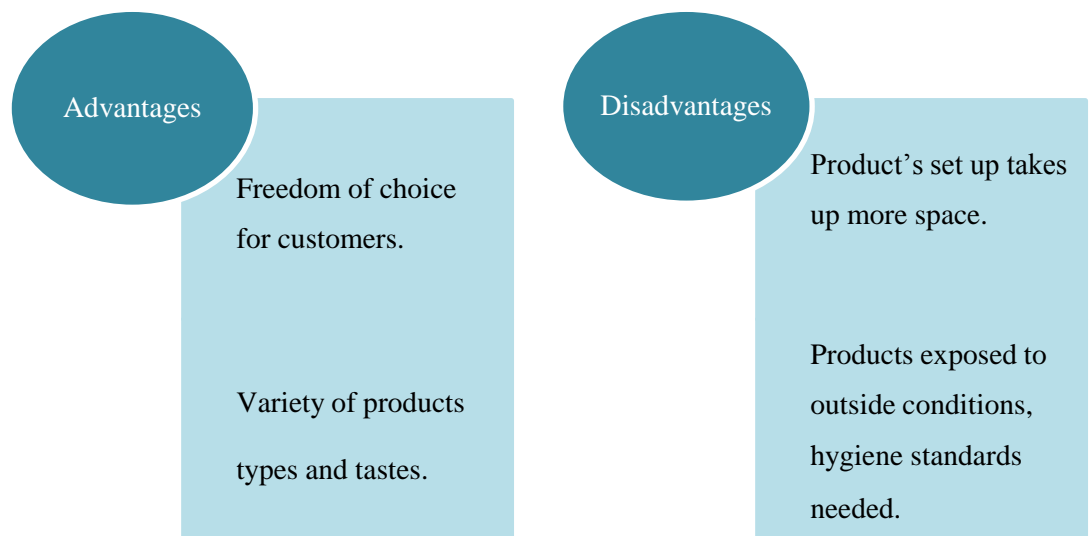 Advantages
Freedom of choice
for customers.
Variety of products
types and tastes.
Disadvantages
Product’s set up takes
up more space.
Products exposed to
outside conditions,
hygiene standards
needed.